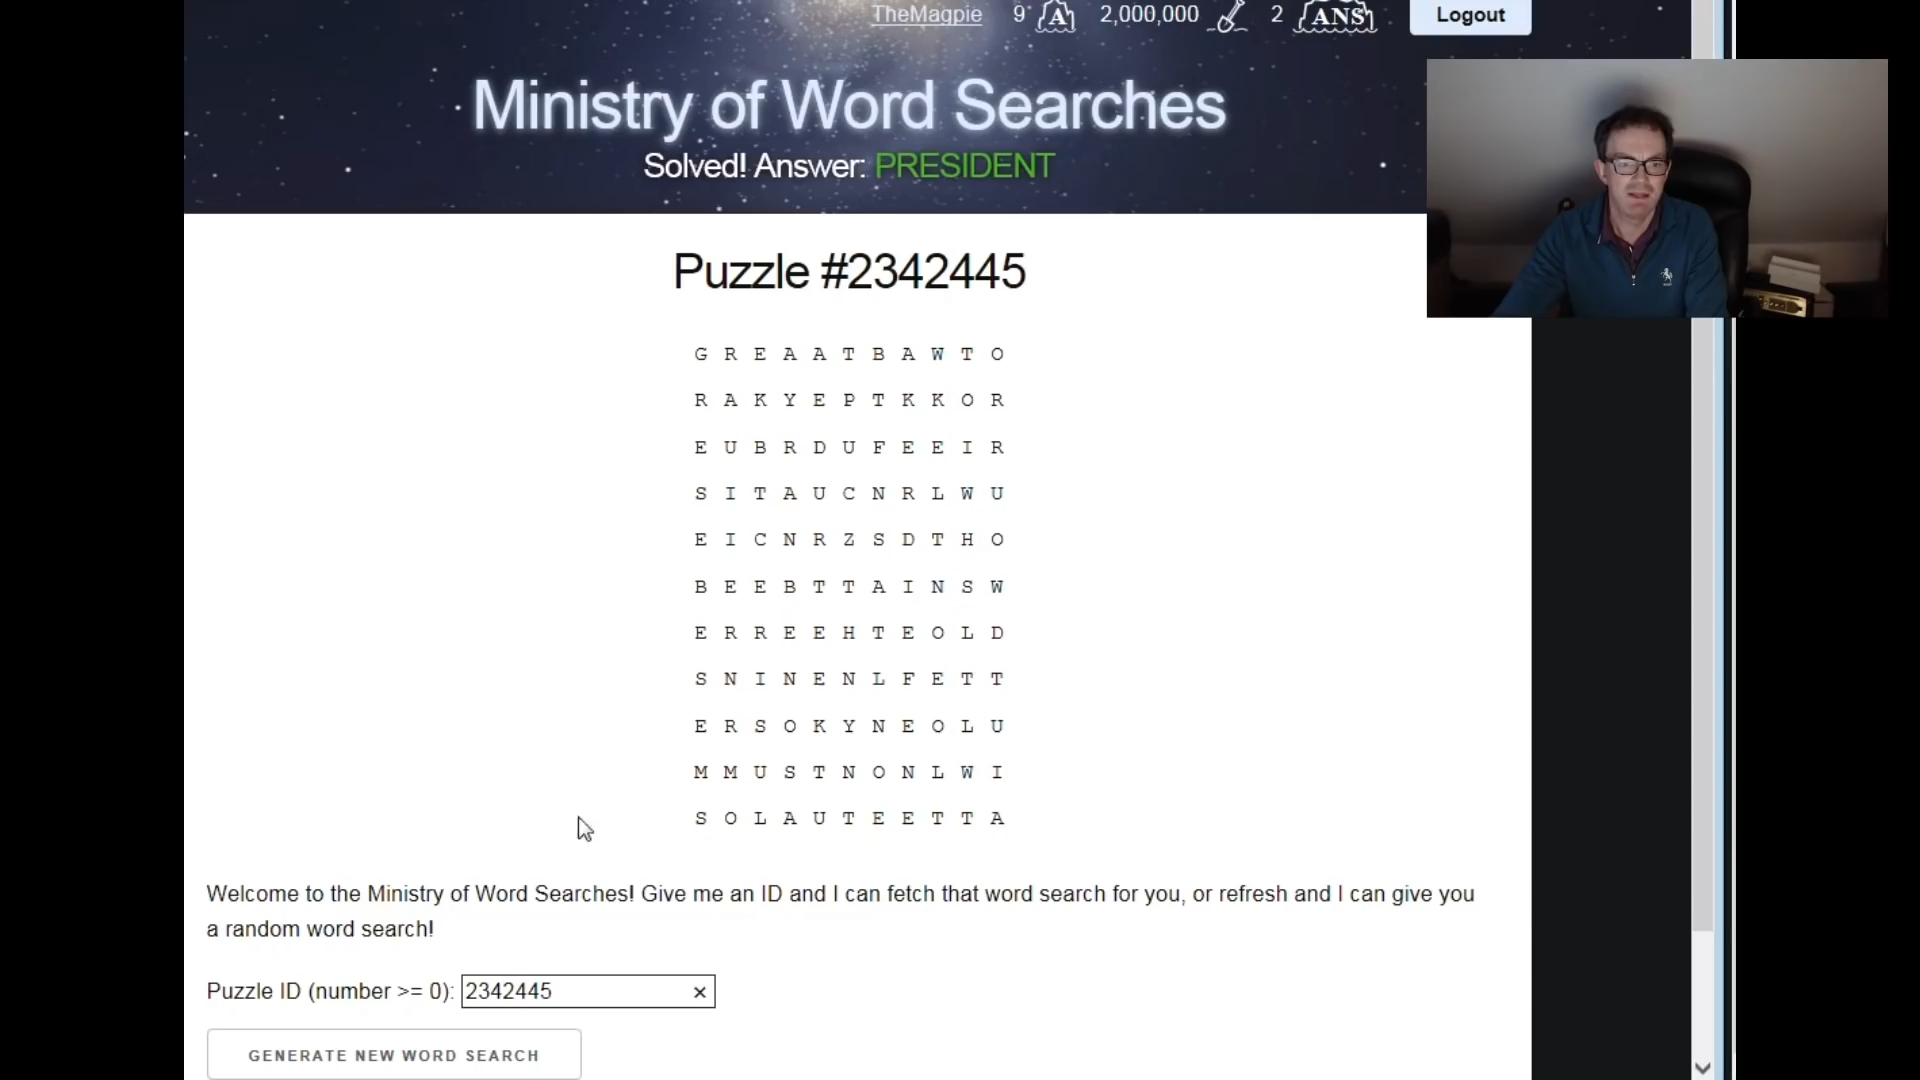 TheMagpie 9 A 2,000,000 2 ANS Logout
Ministry of Word Searches
Solved! Answer: PRESIDENT
Puzzle #2342445
G R E A A T B A W T O
R A K Y E P T K K O R
E U B R D U F E E I R
S I T A U C N R L W U
E I C N R Z S D T H O
B E E B T T A I N S W
E R R E E H T E O L D
S N I N E N L F E T T
E R S O K Y N E O L U
M M U S T N O N L W I
S O L A U T E E T T A
Welcome to the Ministry of Word Searches! Give me an ID and I can fetch that word search for you, or refresh and I can give you
a random word search!
Puzzle ID (number >= 0): 2342445 ×
GENERATE NEW WORD SEARCH